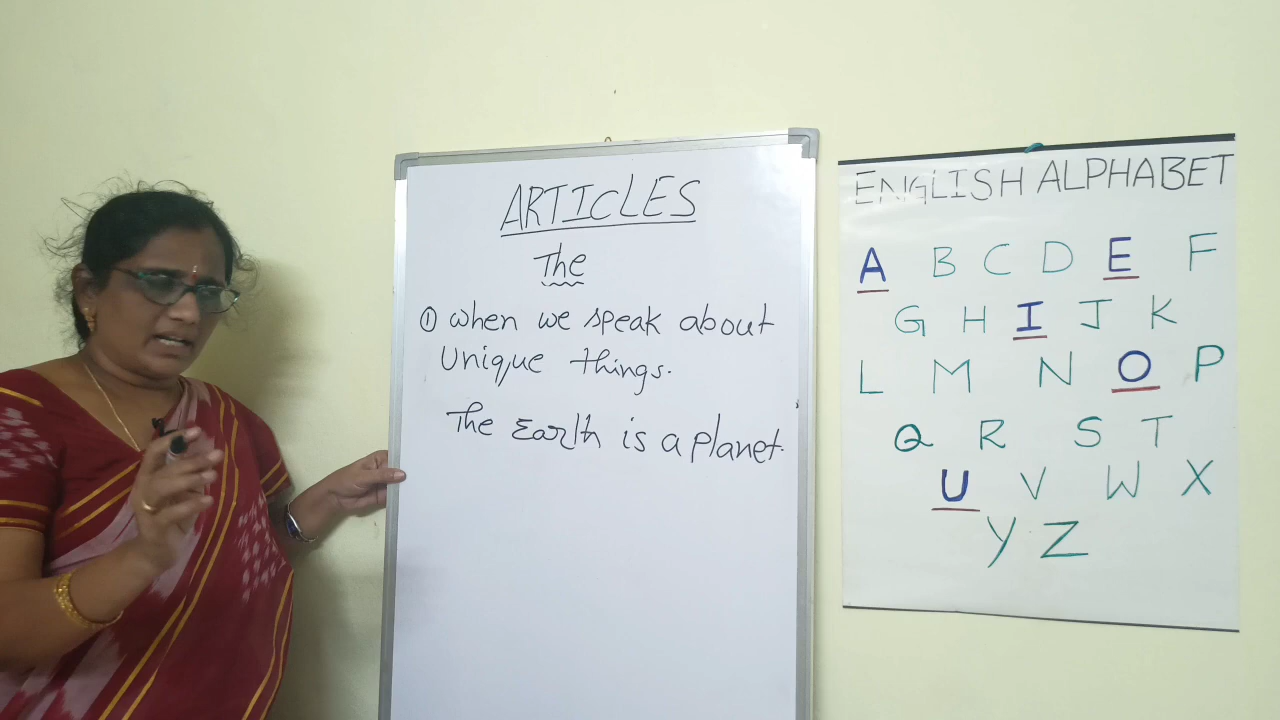 ARTICLES
The
① When we speak about
Unique things.
The Earth is a planet.
ENGLISH ALPHABET
A B C D E F
G H I J K
L M N O P
Q R S T
U V W X
Y Z